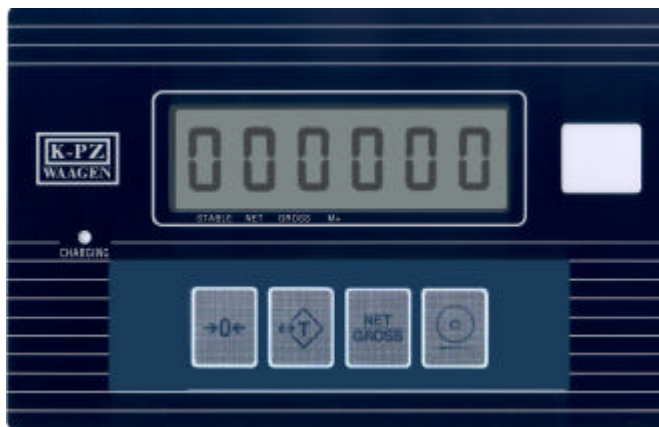 000000
K-PZ
WAAGEN
STABLE NET GROSS M+
CHARGING
→0←
↔T
NET
GROSS